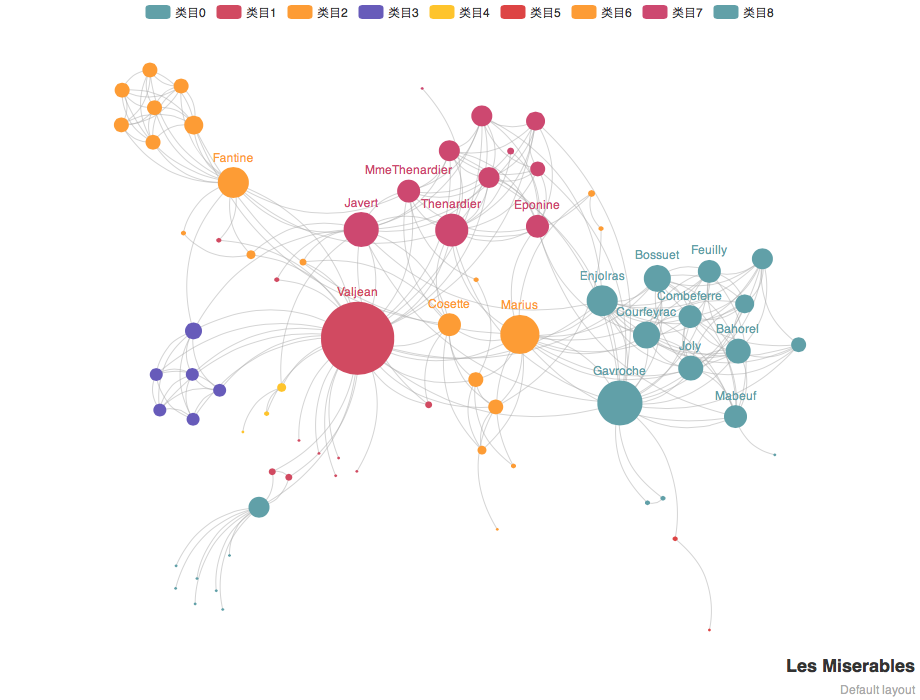 类目0 类目1 类目2 类目3 类目4 类目5 类目6 类目7 类目8
Fantine
MmeThenardier
Javert
Thenardier
Eponine
Bossuet
Feuilly
Enjolras
Combeferre
Valjean
Cosette
Marius
Courfeyrac
Bahorel
Joly
Gavroche
Mabeuf
Les Miserables
Default layout